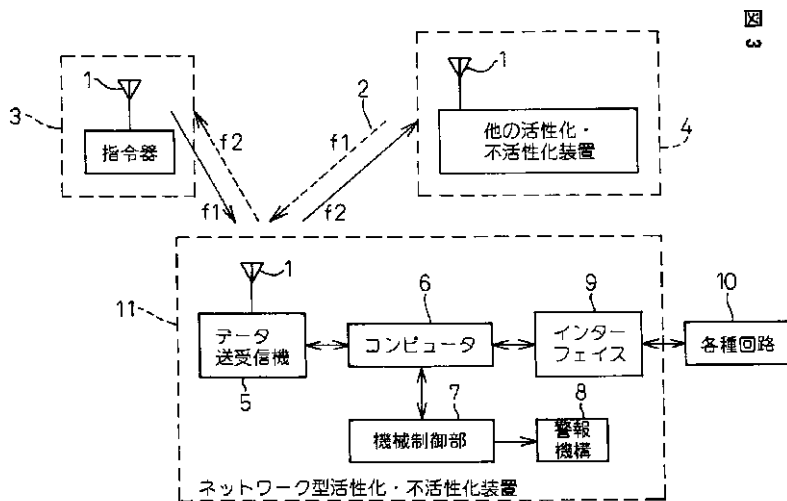 図3
1
3
指令器
f1
f2
2
f1
f2
1
他の活性化・
不活性化装置
4
11
1
データ
送受信機
5
6
コンピュータ
7
機械制御部
9
インター
フェイス
8
警報
機構
10
各種回路
ネットワーク型活性化・不活性化装置